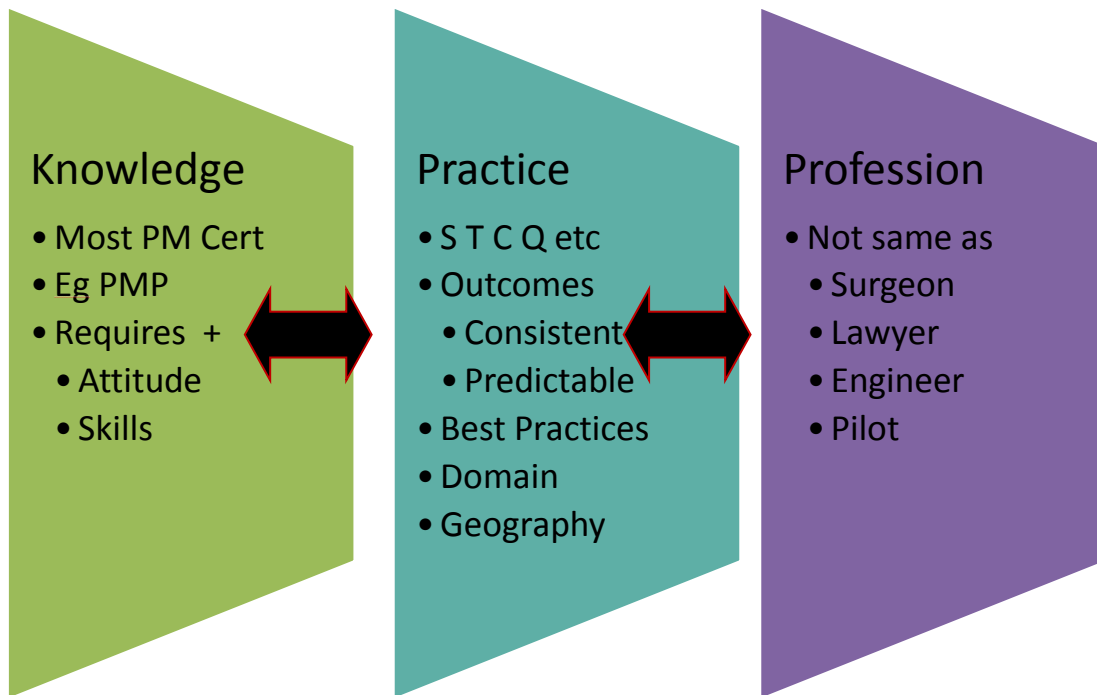 Knowledge
• Most PM Cert
• Eg PMP
• Requires +
• Attitude
• Skills
Practice
• S T C Q etc
• Outcomes
• Consistent
• Predictable
• Best Practices
• Domain
• Geography
Profession
• Not same as
• Surgeon
• Lawyer
• Engineer
• Pilot